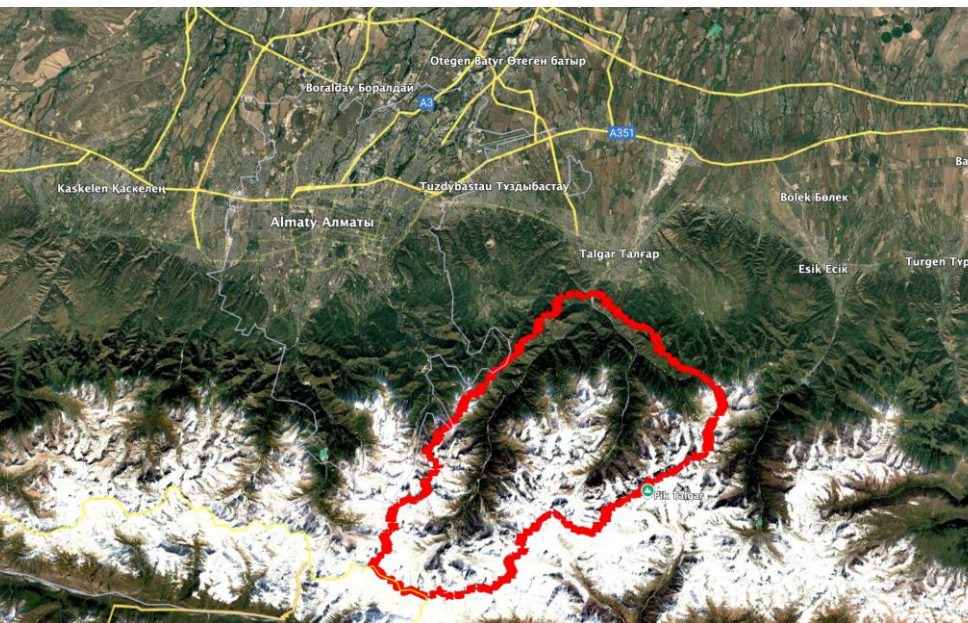 Otegen Batyr Өтеген батыр
Boralday Боралдай
A3
A351
Kaskelen Қаскелең
Tuzdybastau Тұздыбастау
Bolek Бөлек
Almaty Алматы
Talgar Талғар
Esik Есік
Turgen
Pik Talgar